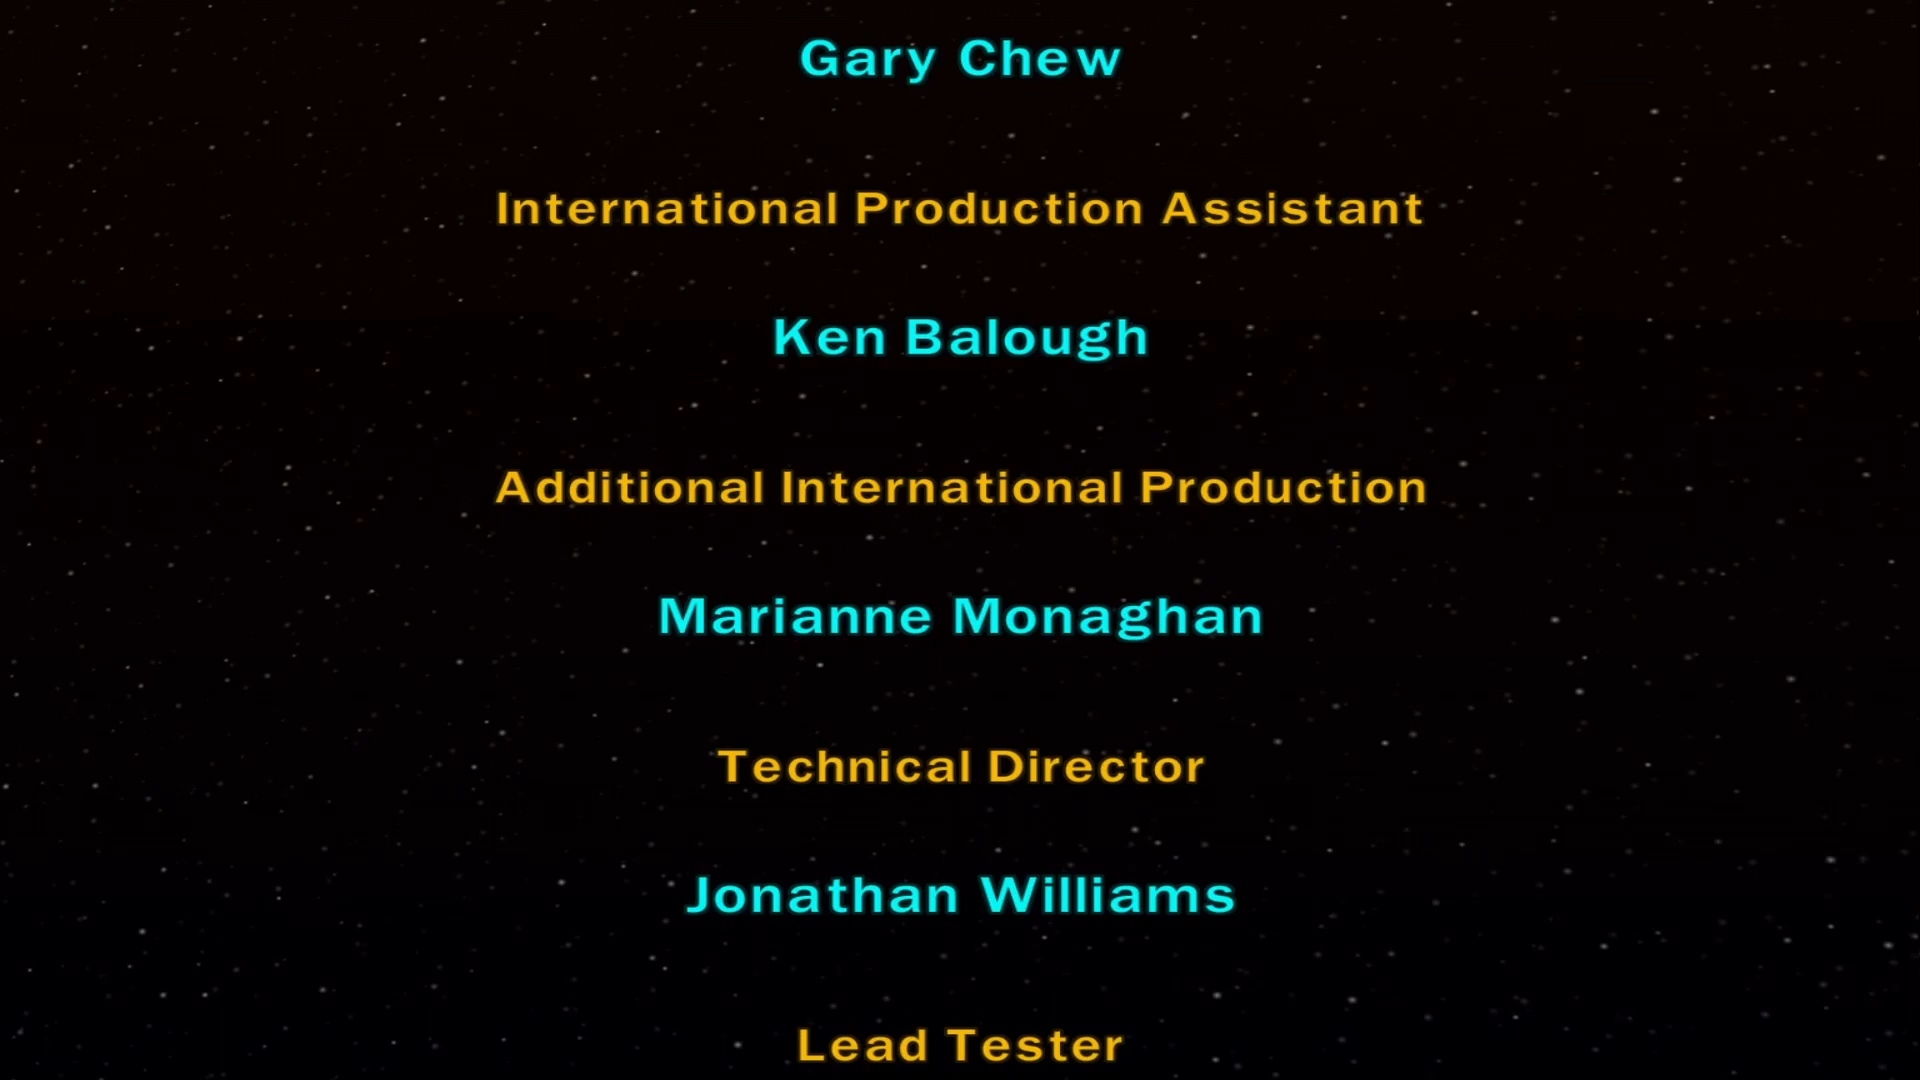 Gary Chew
International Production Assistant
Ken Balough
Additional International Production
Marianne Monaghan
Technical Director
Jonathan Williams
Lead Tester